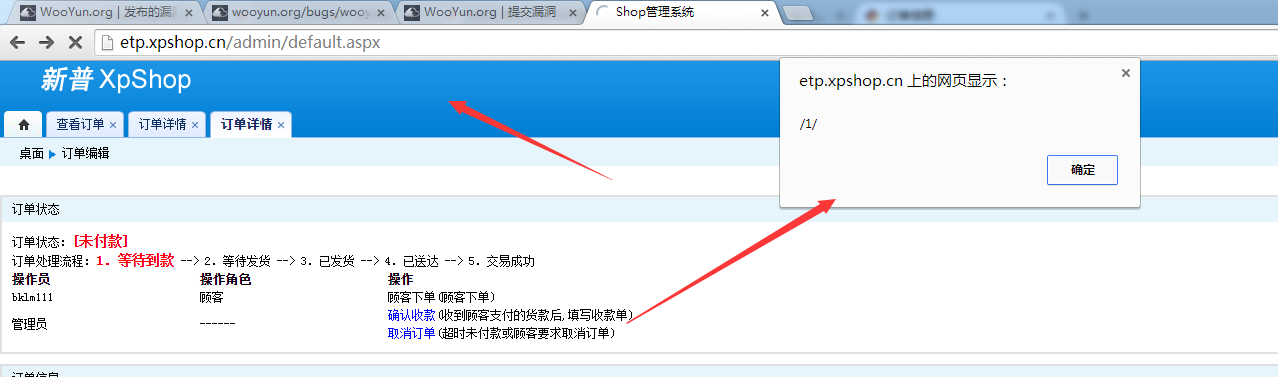 WooYun.org | 发布的漏
wooyun.org/bugs/wooy
WooYun.org | 提交漏洞
Shop管理系统
etp.xpshop.cn/admin/default.aspx
新普 XpShop
etp.xpshop.cn 上的网页显示：
/1/
确定
查看订单
订单详情
订单详情
桌面 订单编辑
订单状态
订单状态：[未付款]
订单处理流程：1. 等待到款 --> 2. 等待发货 --> 3. 已发货 --> 4. 已送达 --> 5. 交易成功
操作员 操作角色 操作
bklm111 顾客 顾客下单(顾客下单)
管理员 ------ 确认收款(收到顾客支付的货款后,填写收款单)
取消订单(超时未付款或顾客要求取消订单)
订单信息